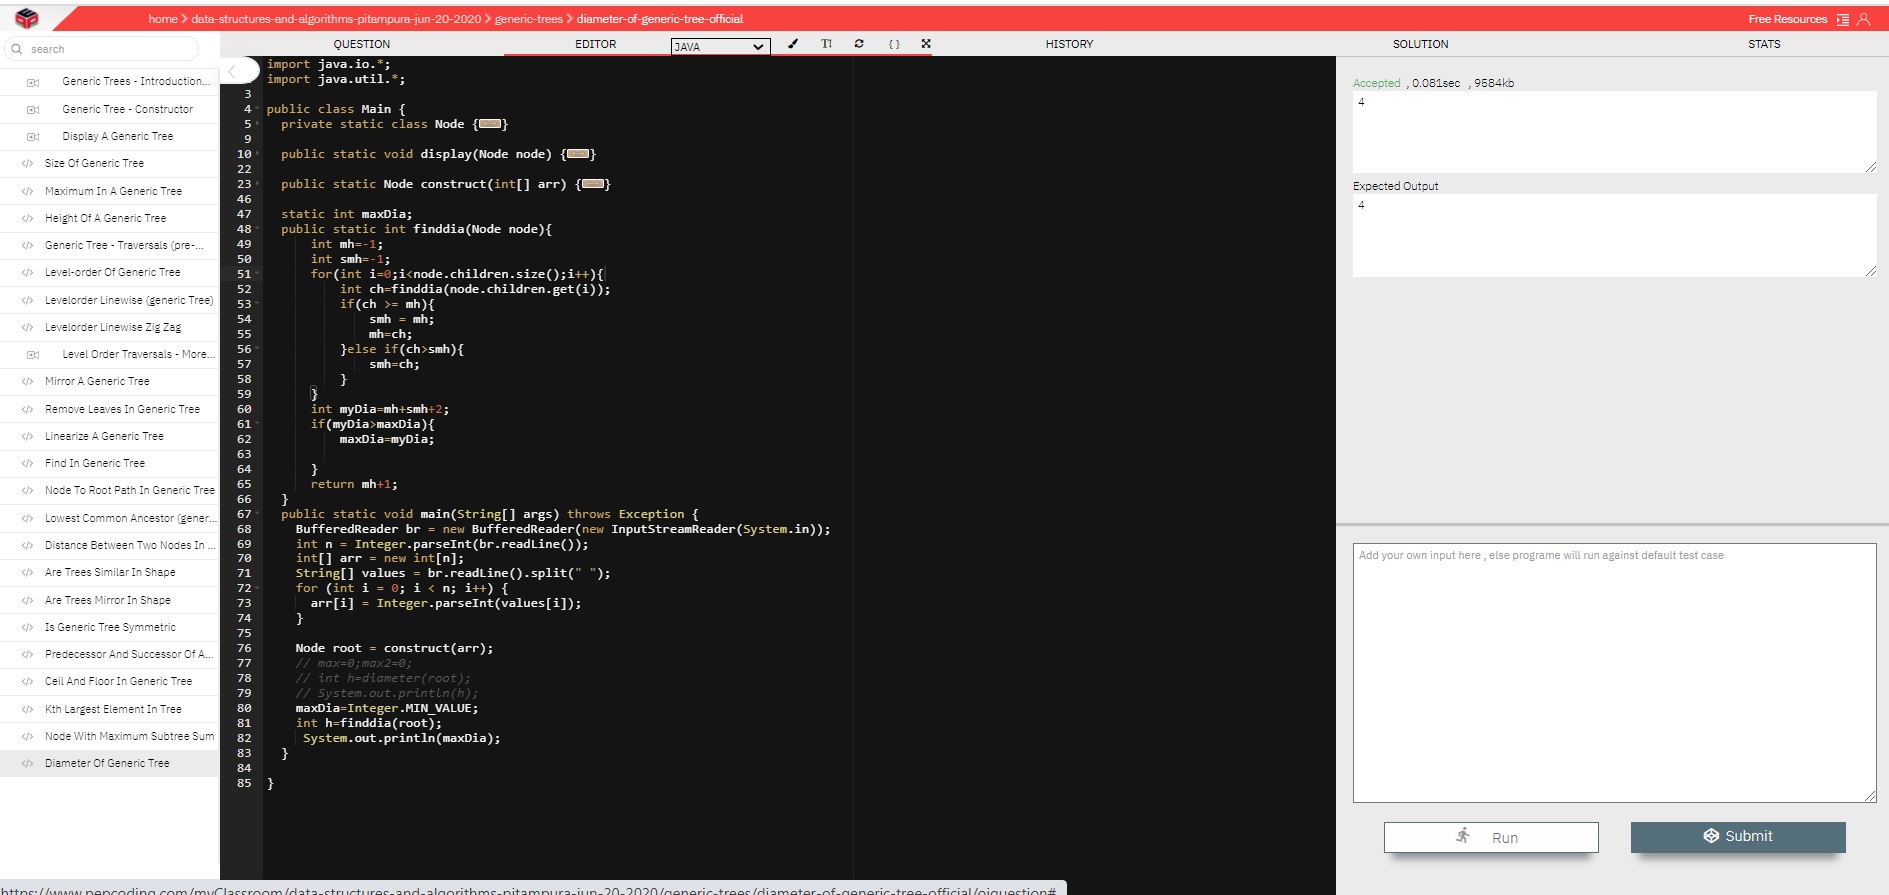 home > data-structures-and-algorithms-pitampura-jun-20-2020 > generic-trees > diameter-of-generic-tree-official
Free Resources
search
QUESTION
EDITOR
JAVA
HISTORY
SOLUTION
STATS
Generic Trees - Introduction...
Generic Tree - Constructor
Display A Generic Tree
Size Of Generic Tree
Maximum In A Generic Tree
Height Of A Generic Tree
Generic Tree - Traversals (pre-...
Level-order Of Generic Tree
Levelorder Linewise (generic Tree)
Levelorder Linewise Zig Zag
Level Order Traversals - More...
Mirror A Generic Tree
Remove Leaves In Generic Tree
Linearize A Generic Tree
Find In Generic Tree
Node To Root Path In Generic Tree
Lowest Common Ancestor (gener...
Distance Between Two Nodes In ...
Are Trees Similar In Shape
Are Trees Mirror In Shape
Is Generic Tree Symmetric
Predecessor And Successor Of A...
Ceil And Floor In Generic Tree
Kth Largest Element In Tree
Node With Maximum Subtree Sum
Diameter Of Generic Tree
import java.io.*;
import java.util.*;
3
4 public class Main {
5 private static class Node {}
9
10 public static void display(Node node) {}
22
23 public static Node construct(int[] arr) {}
46
47 static int maxDia;
48 public static int finddia(Node node){
49 int mh=-1;
50 int smh=-1;
51 for(int i=0;i<node.children.size();i++){
52 int ch=finddia(node.children.get(i));
53 if(ch >= mh){
54 smh = mh;
55 mh=ch;
56 }else if(ch>smh){
57 smh=ch;
58 }
59 }
60 int myDia=mh+smh+2;
61 if(myDia>maxDia){
62 maxDia=myDia;
63
64 }
65 return mh+1;
66 }
67 public static void main(String[] args) throws Exception {
68 BufferedReader br = new BufferedReader(new InputStreamReader(System.in));
69 int n = Integer.parseInt(br.readLine());
70 int[] arr = new int[n];
71 String[] values = br.readLine().split(" ");
72 for (int i = 0; i < n; i++) {
73 arr[i] = Integer.parseInt(values[i]);
74 }
75
76 Node root = construct(arr);
77 // max=0;max2=0;
78 // int h=diameter(root);
79 // System.out.println(h);
80 maxDia=Integer.MIN_VALUE;
81 int h=finddia(root);
82 System.out.println(maxDia);
83 }
84
85 }
Accepted , 0.081sec , 9584kb
4
Expected Output
4
Add your own input here , else programe will run against default test case
Run
Submit
https://www.pepcoding.com/myClassroom/data-structures-and-algorithms-pitampura-jun-20-2020/generic-trees/diameter-of-generic-tree-official/ojquestion#